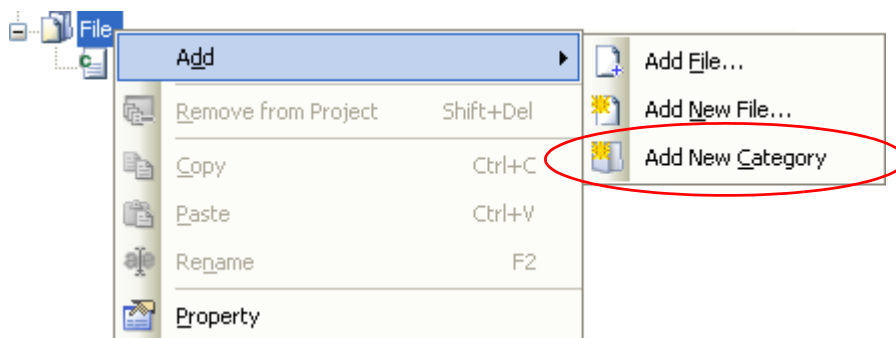 File
Add
Remove from Project Shift+Del
Copy Ctrl+C
Paste Ctrl+V
Rename F2
Property
Add File...
Add New File...
Add New Category